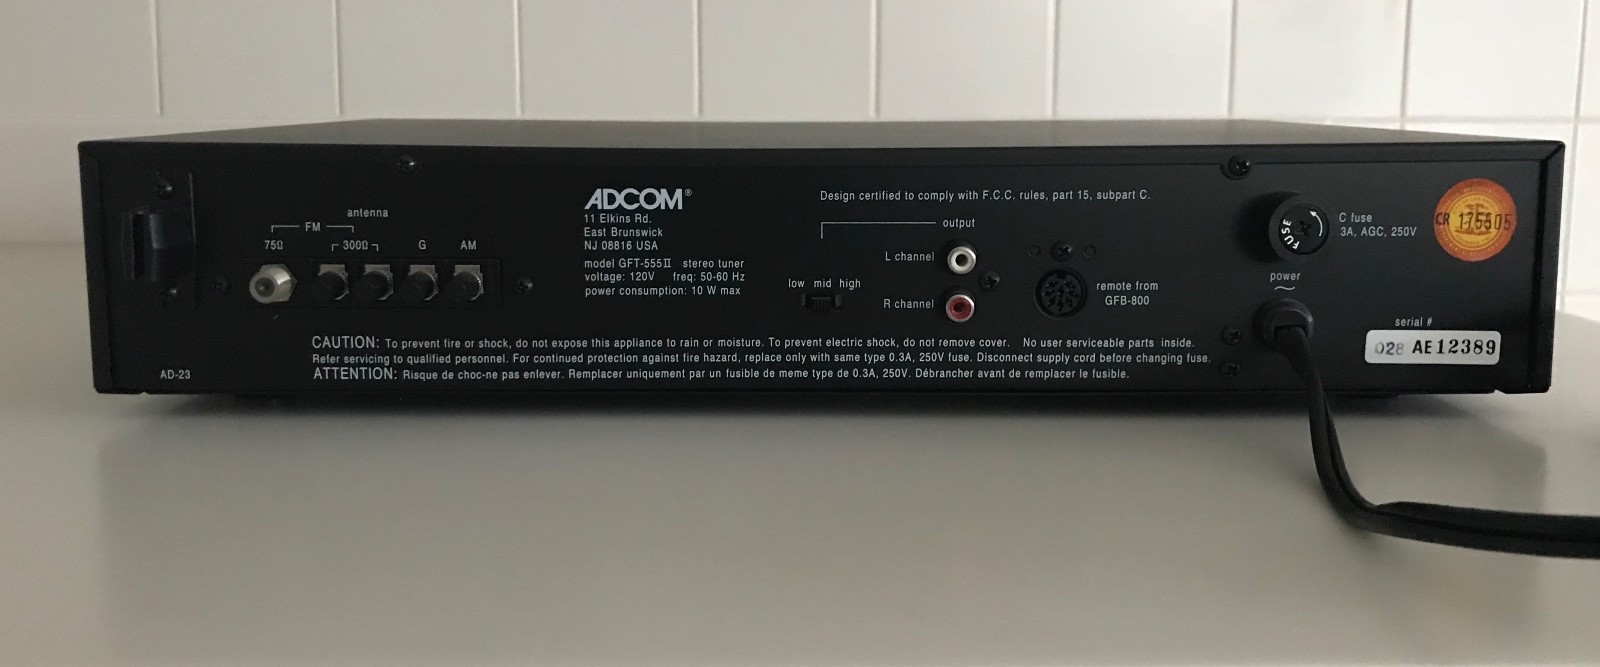 ADCOM®
11 Elkins Rd.
East Brunswick
NJ 08816 USA
model GFT-555II stereo tuner
voltage: 120V freq: 50-60 Hz
power consumption: 10 W max
antenna
FM
75Ω
300Ω
G
AM
Design certified to comply with F.C.C. rules, part 15, subpart C.
output
L channel
low mid high
R channel
remote from
GFB-800
FUSE
C fuse
3A, AGC, 250V
CR 175505
power
~
serial #
028 AE12389
CAUTION: To prevent fire or shock, do not expose this appliance to rain or moisture. To prevent electric shock, do not remove cover. No user serviceable parts inside.
Refer servicing to qualified personnel. For continued protection against fire hazard, replace only with same type 0.3A, 250V fuse. Disconnect supply cord before changing fuse.
ATTENTION: Risque de choc-ne pas enlever. Remplacer uniquement par un fusible de meme type de 0.3A, 250V. Débrancher avant de remplacer le fusible.
AD-23